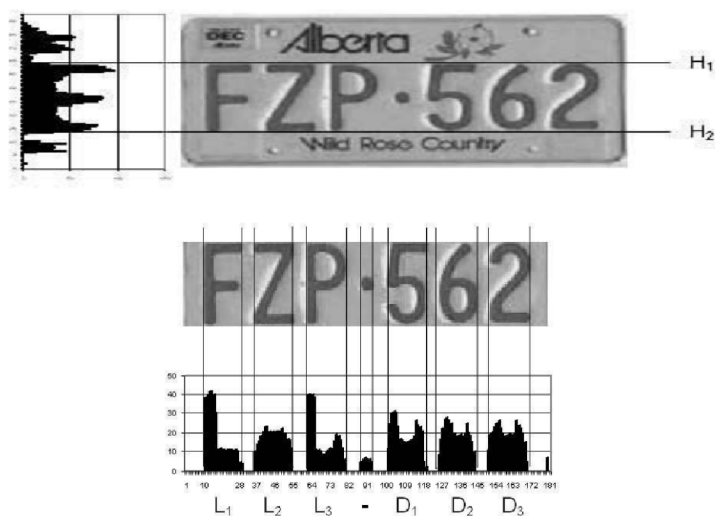 DEC
Alberta
H₁
FZP·562
H₂
Wild Rose Country
FZP·562
50
40
30
20
10
0
1 10 19 28 37 46 55 64 73 82 91 100 109 118 127 136 145 154 163 172 181
L₁ L₂ L₃ - D₁ D₂ D₃